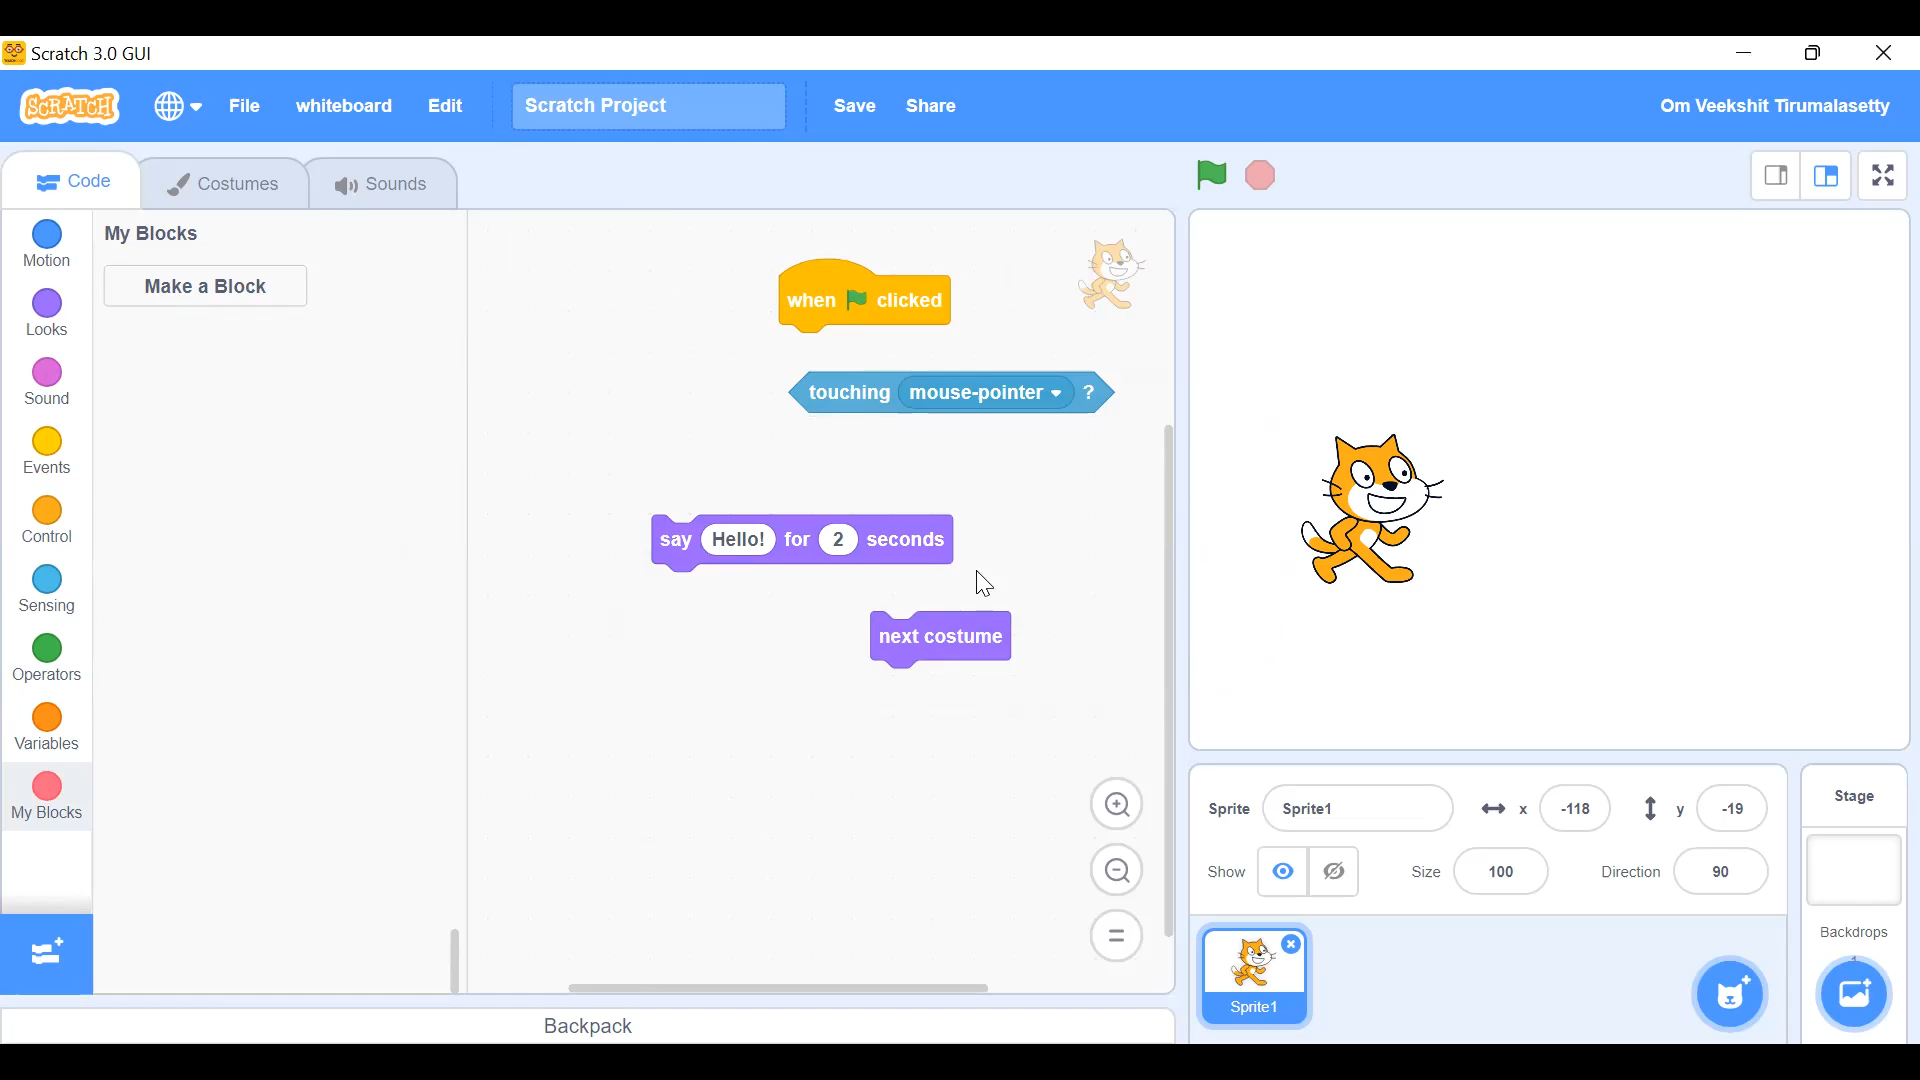 Scratch 3.0 GUI
SCRATCH File whiteboard Edit Scratch Project Save Share Om Veekshit Tirumalasetty
Code Costumes Sounds
Motion
Looks
Sound
Events
Control
Sensing
Operators
Variables
My Blocks
My Blocks
Make a Block
when clicked
touching mouse-pointer ?
say Hello! for 2 seconds
next costume
Backpack
Sprite Sprite1 x -118 y -19
Show Size 100 Direction 90
Sprite1
Stage
Backdrops